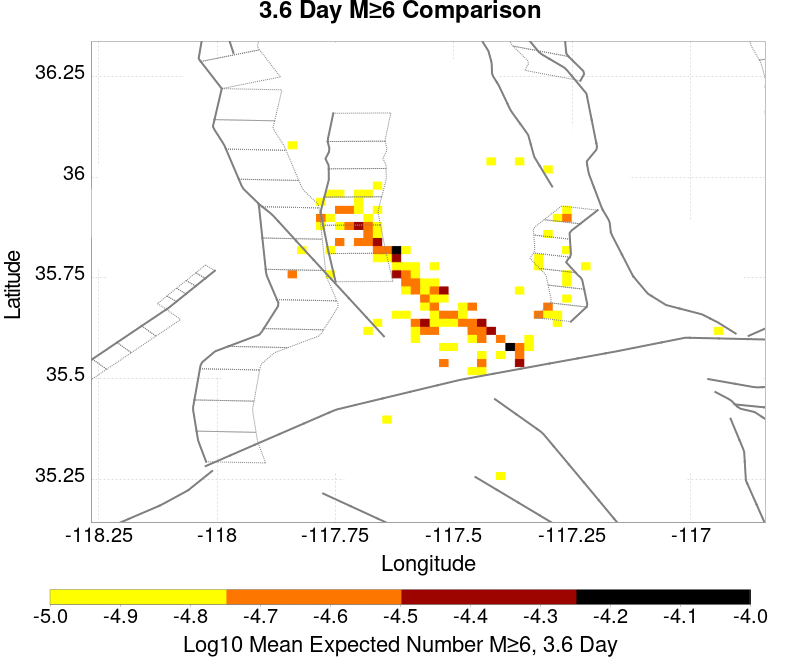 3.6 Day M≥6 Comparison
36.25
36
35.75
35.5
35.25
Latitude
-118.25 -118 -117.75 -117.5 -117.25 -117
Longitude
-5.0 -4.9 -4.8 -4.7 -4.6 -4.5 -4.4 -4.3 -4.2 -4.1 -4.0
Log10 Mean Expected Number M≥6, 3.6 Day